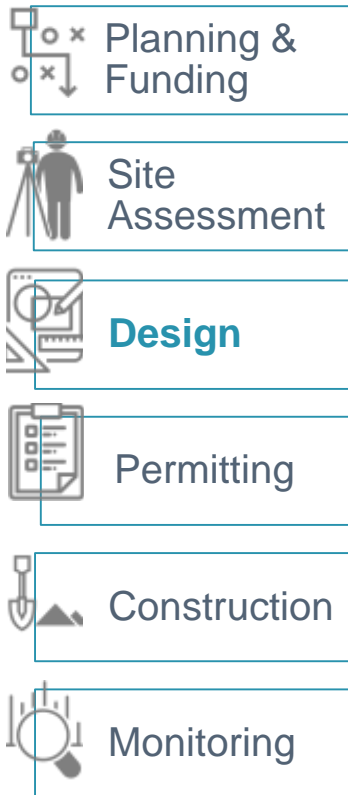 Planning &
Funding
Site
Assessment
Design
Permitting
Construction
Monitoring